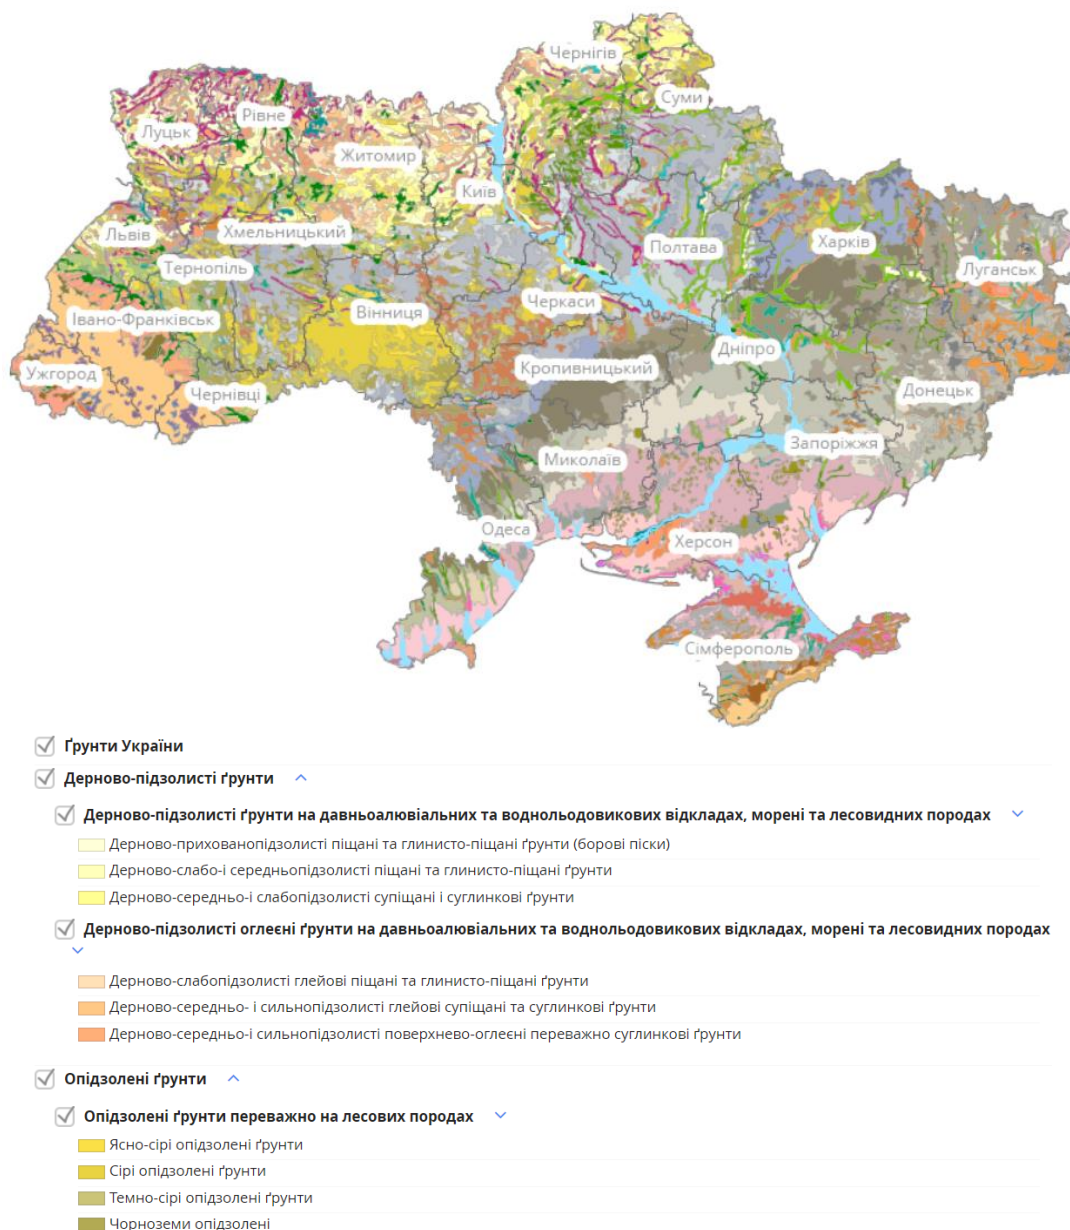 Чернігів
Суми
Рівне
Луцьк
Житомир
Київ
Львів
Хмельницький
Полтава
Харків
Тернопіль
Луганськ
Черкаси
Вінниця
Івано-Франківськ
Дніпро
Ужгород
Кропивницький
Чернівці
Донецьк
Запоріжжя
Миколаїв
Одеса
Херсон
Сімферополь
Ґрунти України
Дерново-підзолисті ґрунти
Дерново-підзолисті ґрунти на давньоалювіальних та воднольодовикових відкладах, морені та лесовидних породах
Дерново-прихованопідзолисті піщані та глинисто-піщані ґрунти (борові піски)
Дерново-слабо-і середньопідзолисті піщані та глинисто-піщані ґрунти
Дерново-середньо-і слабопідзолисті супіщані і суглинкові ґрунти
Дерново-підзолисті оглеєні ґрунти на давньоалювіальних та воднольодовикових відкладах, морені та лесовидних породах
Дерново-слабопідзолисті глейові піщані та глинисто-піщані ґрунти
Дерново-середньо- і сильнопідзолисті глейові супіщані та суглинкові ґрунти
Дерново-середньо-і сильнопідзолисті поверхнево-оглеєні переважно суглинкові ґрунти
Опідзолені ґрунти
Опідзолені ґрунти переважно на лесових породах
Ясно-сірі опідзолені ґрунти
Сірі опідзолені ґрунти
Темно-сірі опідзолені ґрунти
Чорноземи опідзолені